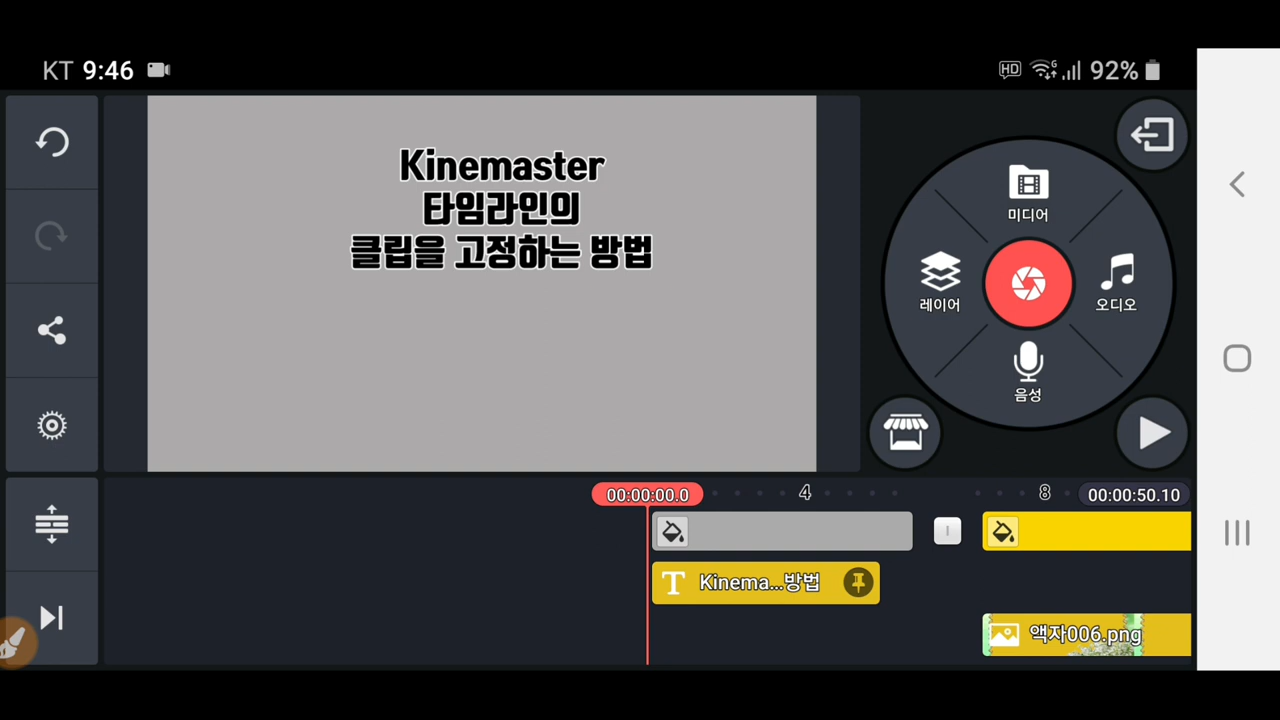 KT 9:46
HD 6 92%
Kinemaster
타임라인의
클립을 고정하는 방법
미디어
레이어
오디오
음성
00:00:00.0 4 8 00:00:50.10
T Kinema...방법
액자006.png